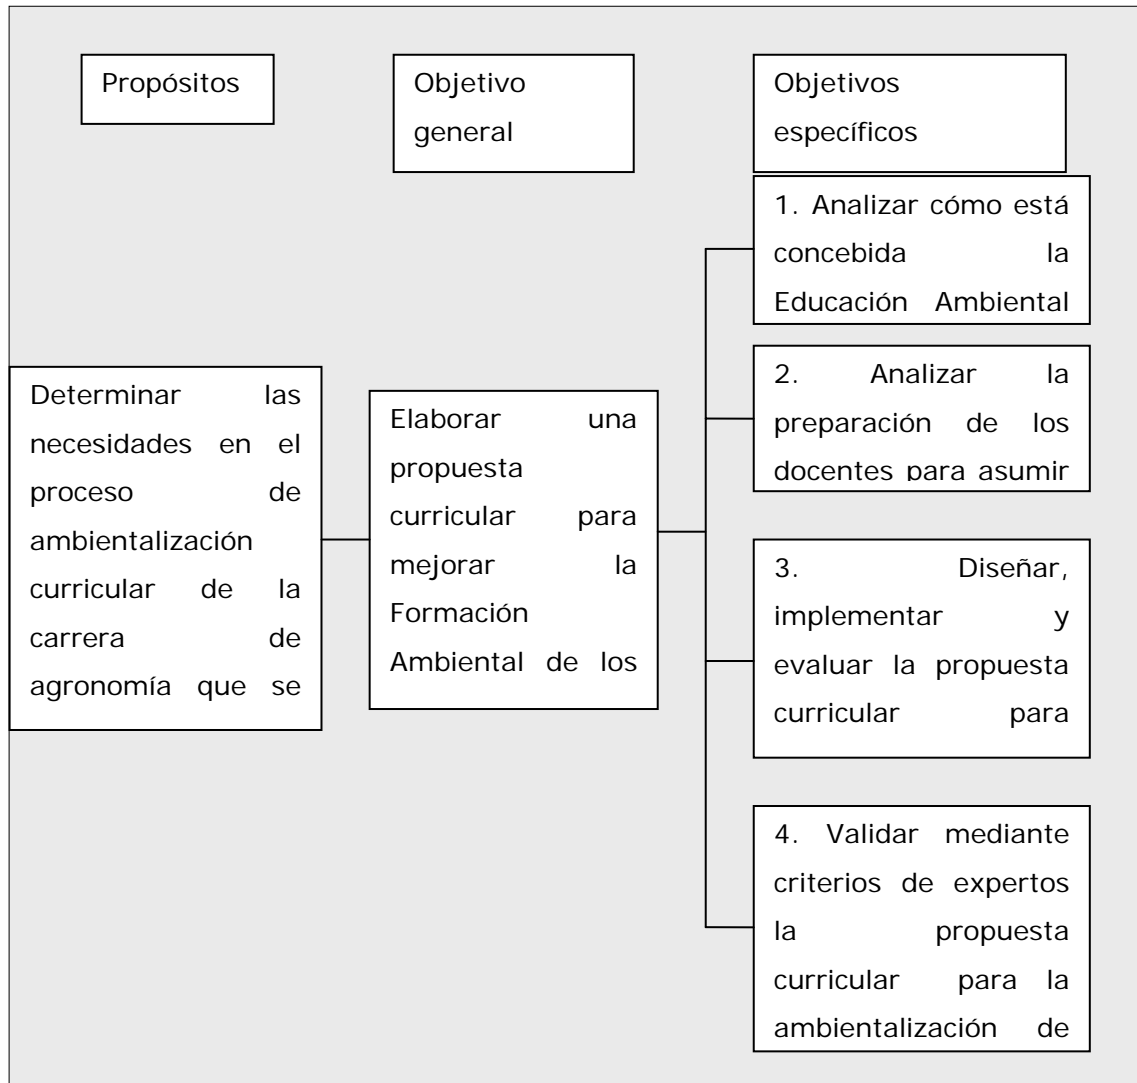 Propósitos
Objetivo
general
Objetivos
específicos
Determinar las
necesidades en el
proceso de
ambientalización
curricular de la
carrera de
agronomía que se
Elaborar una
propuesta
curricular para
mejorar la
Formación
Ambiental de los
1. Analizar cómo está
concebida la
Educación Ambiental
2. Analizar la
preparación de los
docentes para asumir
3. Diseñar,
implementar y
evaluar la propuesta
curricular para
4. Validar mediante
criterios de expertos
la propuesta
curricular para la
ambientalización de